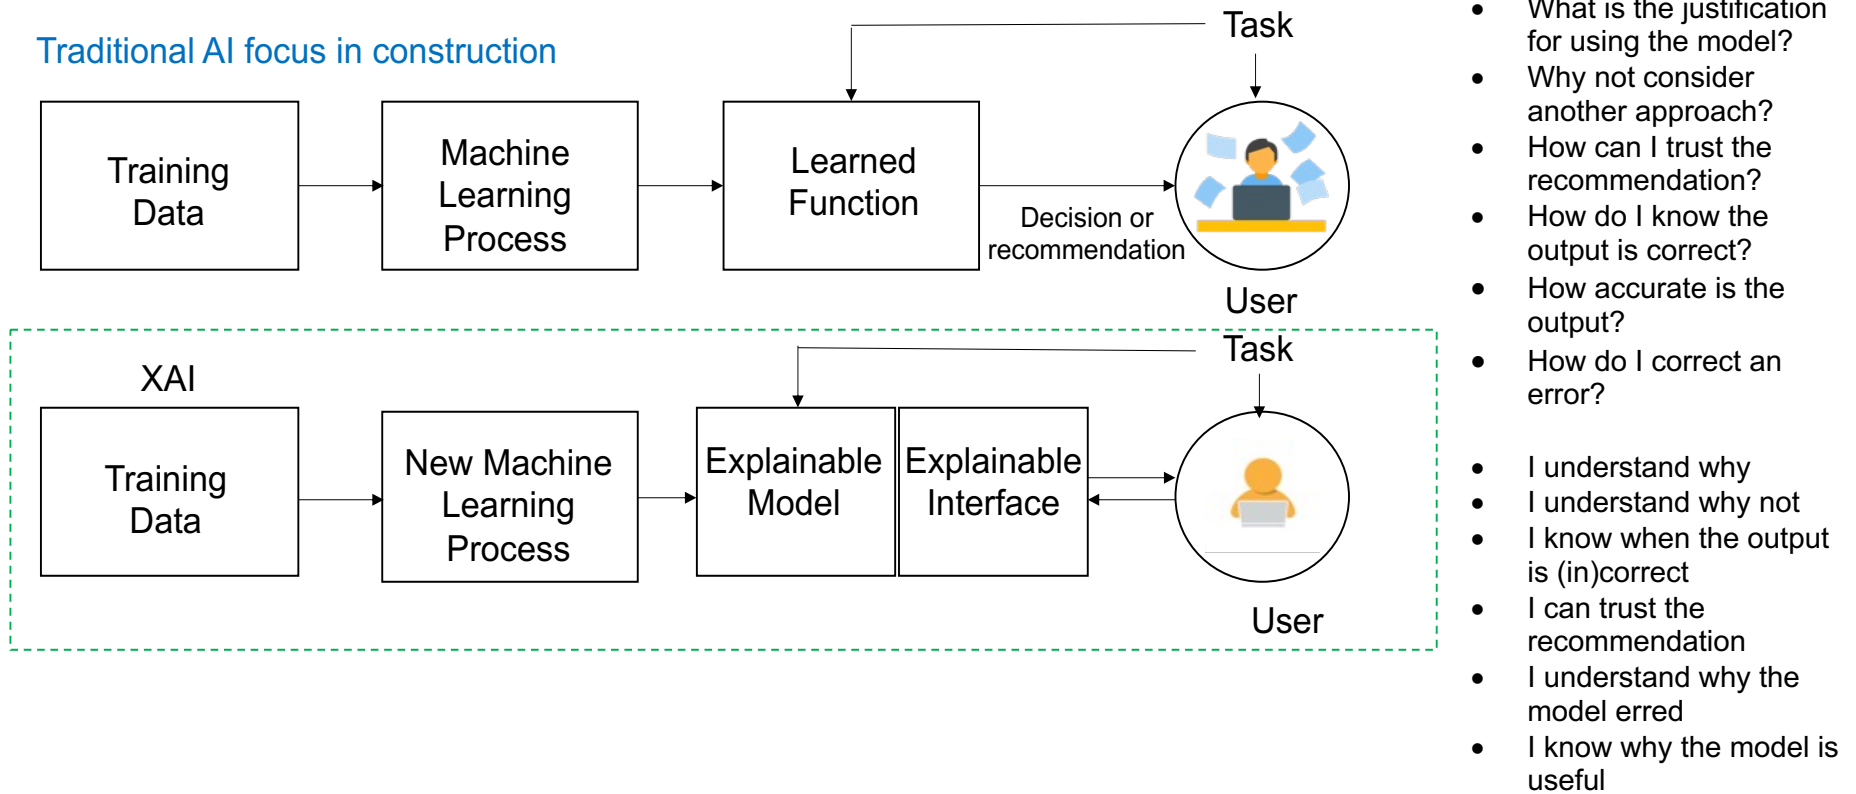 Traditional AI focus in construction
Training
Data
Machine
Learning
Process
Learned
Function
Decision or
recommendation
Task
User
XAI
Training
Data
New Machine
Learning
Process
Explainable
Model
Explainable
Interface
Task
User
• What is the justification
for using the model?
• Why not consider
another approach?
• How can I trust the
recommendation?
• How do I know the
output is correct?
• How accurate is the
output?
• How do I correct an
error?
• I understand why
• I understand why not
• I know when the output
is (in)correct
• I can trust the
recommendation
• I understand why the
model erred
• I know why the model is
useful